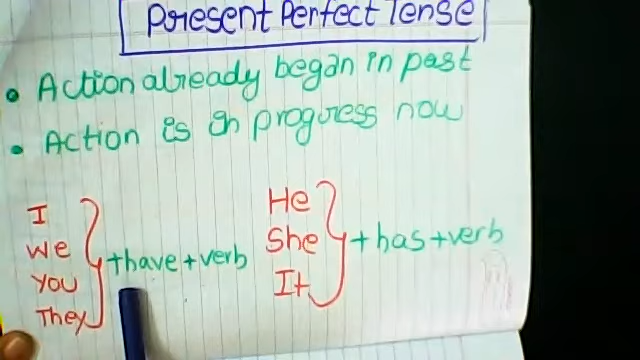 Present Perfect Tense
• Action already began in past
• Action is in progress now
I
We
You
They
+have+verb
He
She
It
+has+verb